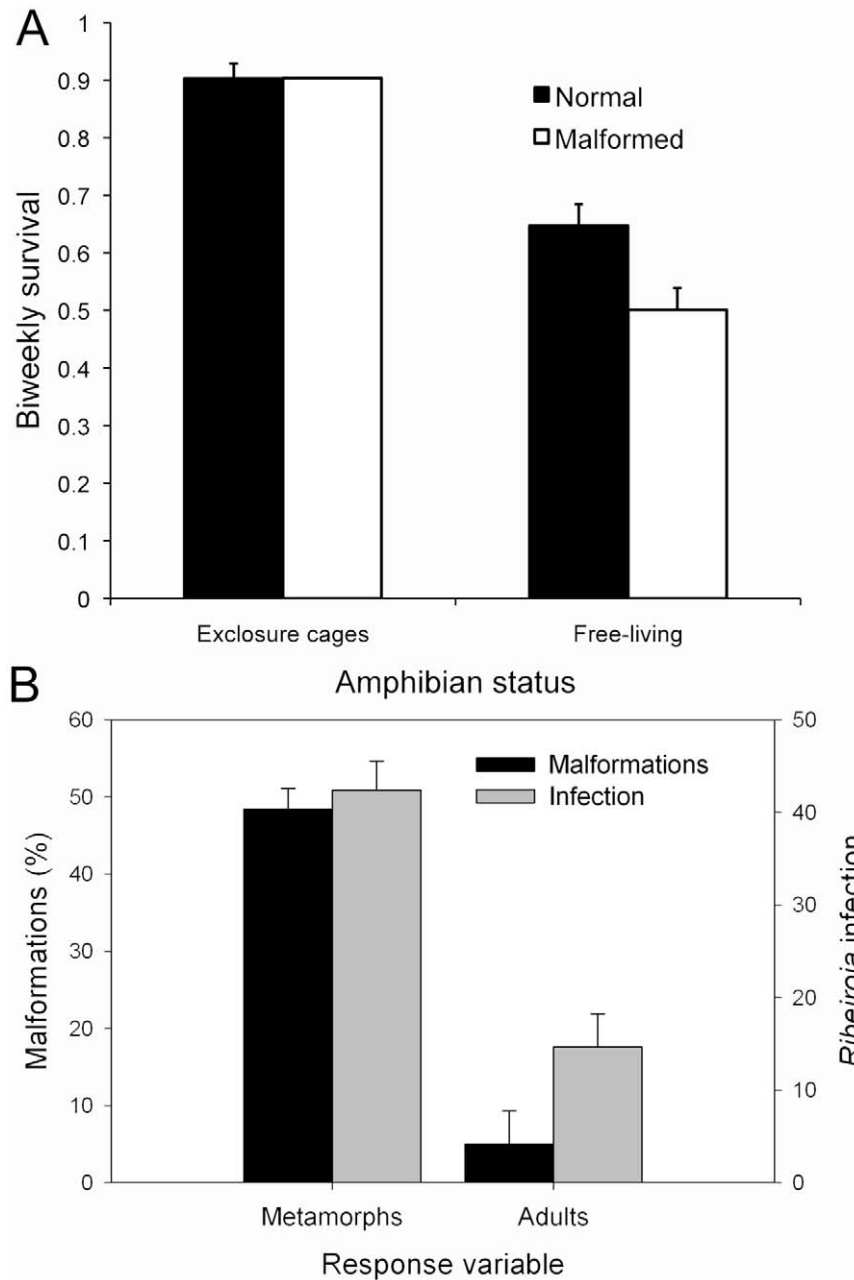 A
Biweekly survival
1
0.9
0.8
0.7
0.6
0.5
0.4
0.3
0.2
0.1
0
Normal
Malformed
Exclosure cages Free-living
Amphibian status
B
Malformations (%)
60
50
40
30
20
10
0
Malformations
Infection
50
40
30
20
10
0
Ribeiroia infection
Metamorphs Adults
Response variable